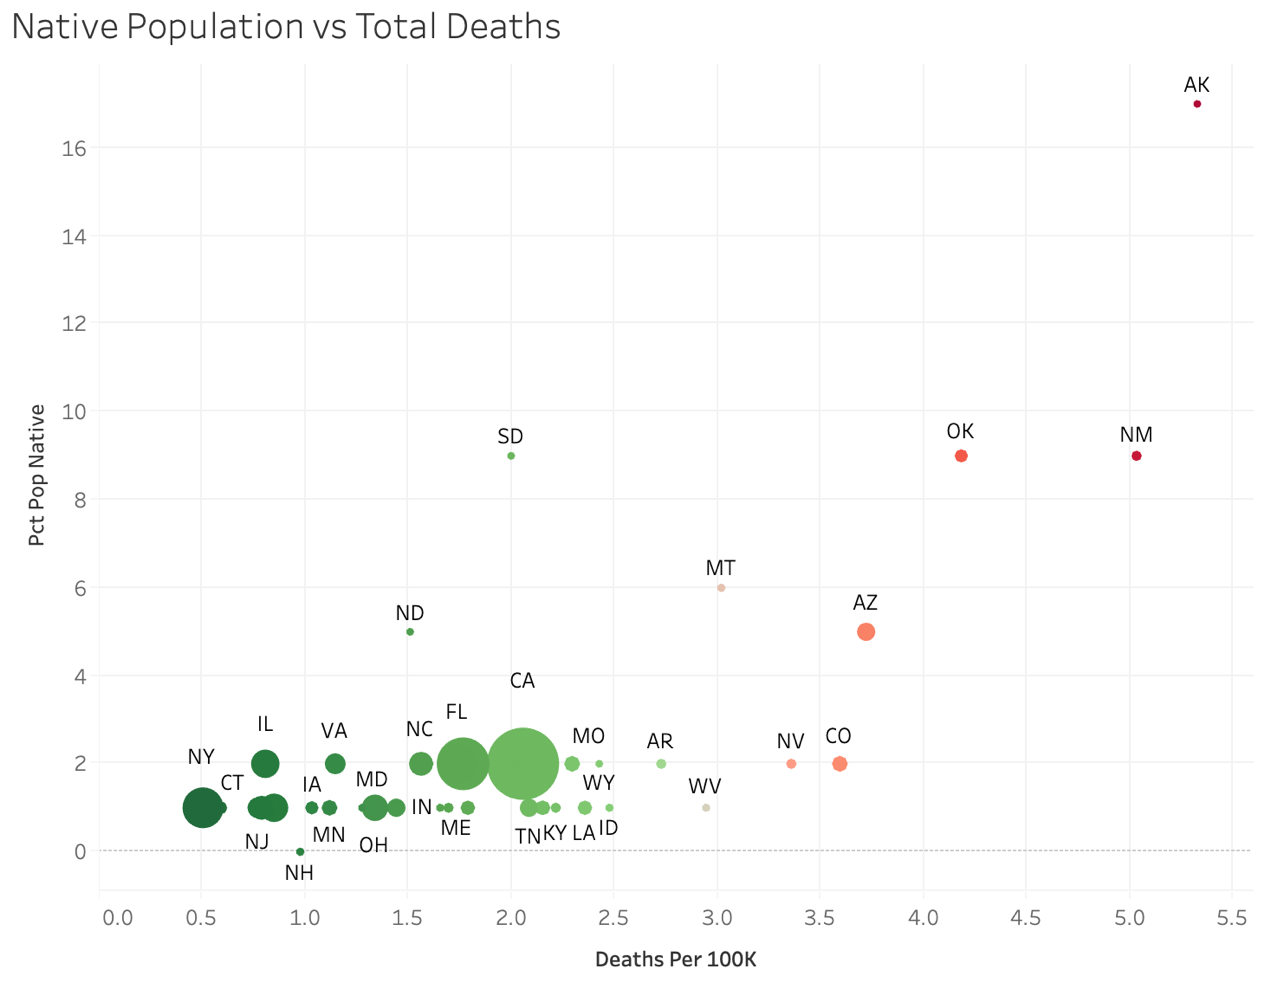 Native Population vs Total Deaths
AK
16
14
12
10
SD
OK
NM
8
Pct Pop Native
MT
6
AZ
ND
4
CA
FL
IL
NC
VA
MO
AR
NV
CO
NY
2
CT
MD
IA
WY
WV
IN
ME
ID
TN
KY
LA
MN
NJ
OH
0
NH
0.0 0.5 1.0 1.5 2.0 2.5 3.0 3.5 4.0 4.5 5.0 5.5
Deaths Per 100K